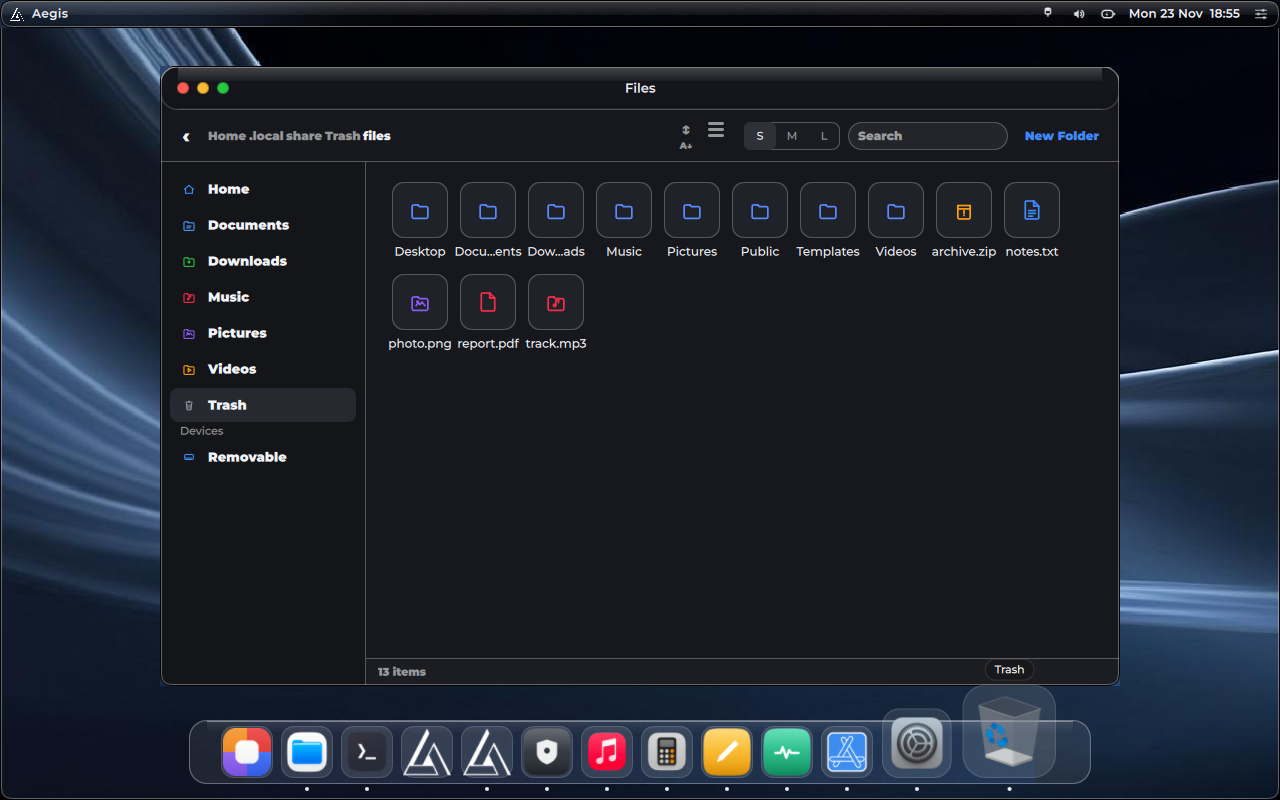 Aegis
Mon 23 Nov 18:55
Files
Home .local share Trash files
A+
S M L
Search
New Folder
Home
Documents
Downloads
Music
Pictures
Videos
Trash
Devices
Removable
Desktop Docu...ents Dow...ads Music Pictures Public Templates Videos archive.zip notes.txt
photo.png report.pdf track.mp3
13 items
Trash